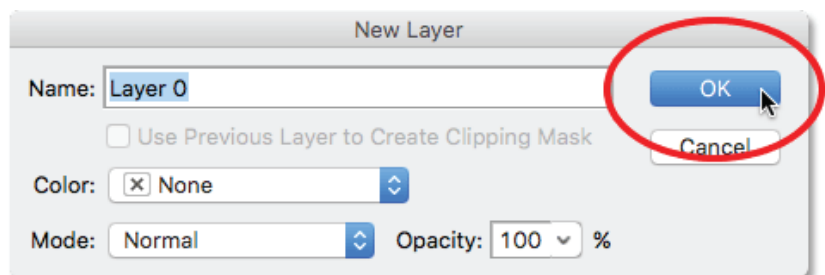 New Layer
Name: Layer 0 OK
Use Previous Layer to Create Clipping Mask Cancel
Color: None
Mode: Normal Opacity: 100 %